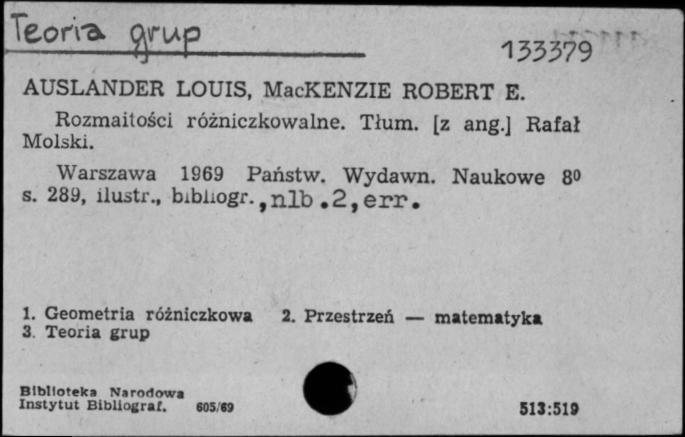 Teoria grup
133379
AUSLANDER LOUIS, MacKENZIE ROBERT E.
Rozmaitości różniczkowalne. Tłum. [z ang.] Rafał
Molski.
Warszawa 1969 Państw. Wydawn. Naukowe 8⁰
s. 289, ilustr., bibliogr., nlb.2, err.
1. Geometria różniczkowa 2. Przestrzeń — matematyka
3. Teoria grup
Biblioteka Narodowa
Instytut Bibliograf. 605/69
513:519